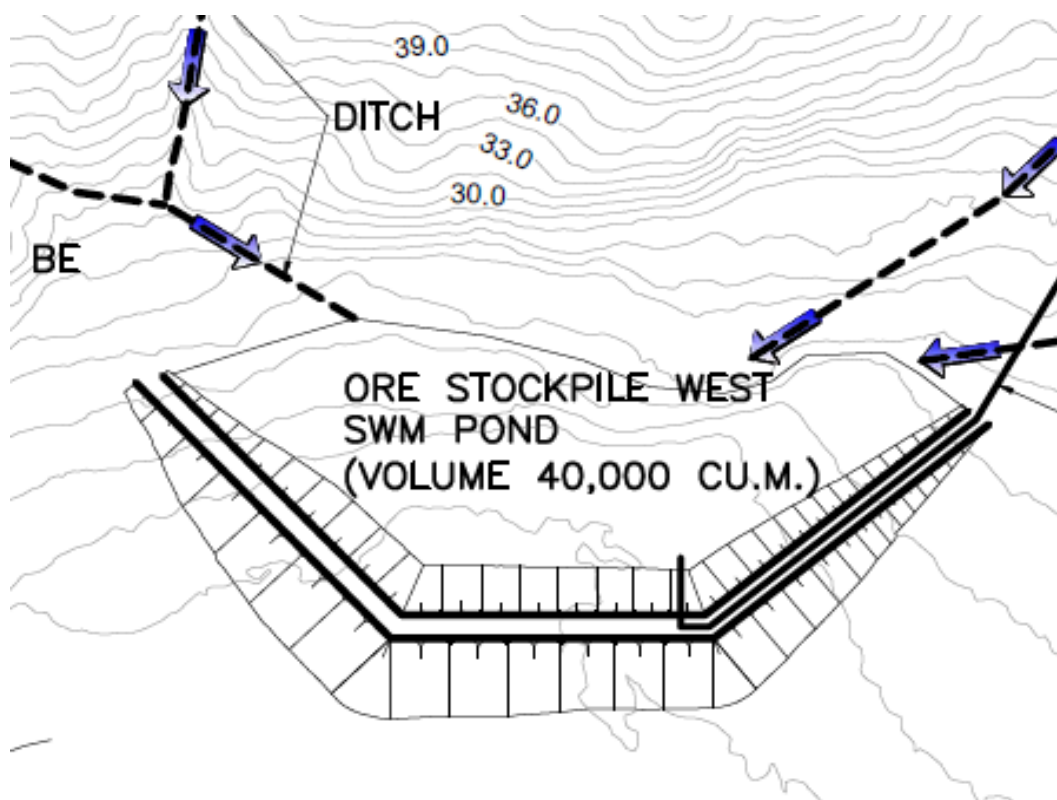 39.0
36.0
DITCH
33.0
30.0
BE
ORE STOCKPILE WEST
SWM POND
(VOLUME 40,000 CU.M.)